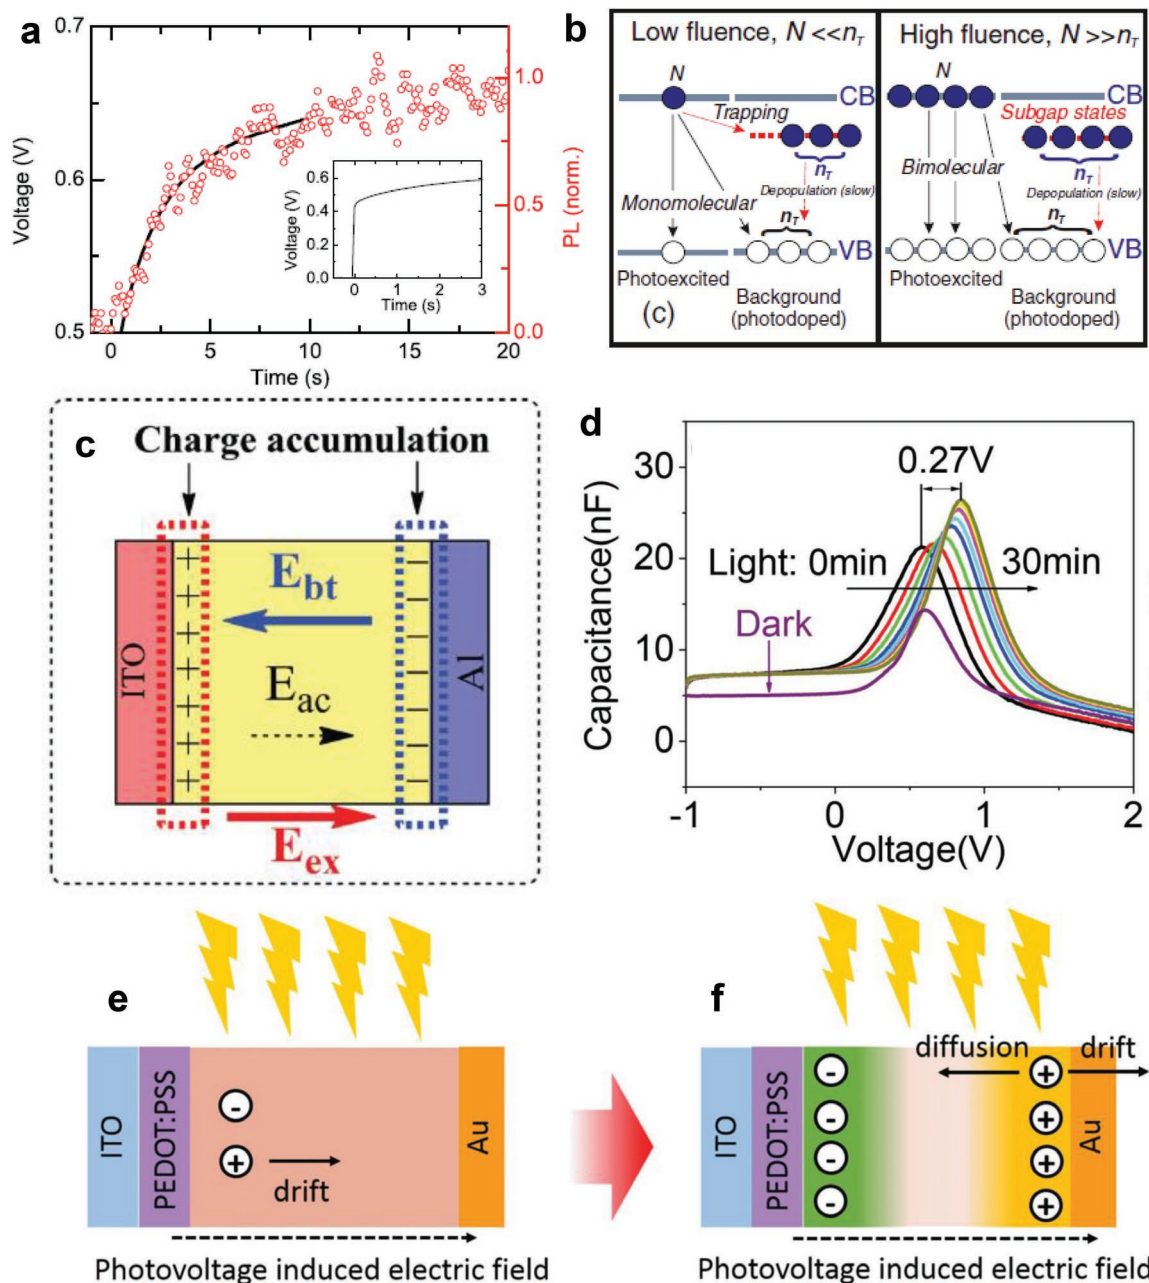 a
0.7
0.6
0.5
Voltage (V)
0
5
10
15
20
Time (s)
1.0
0.5
0.0
PL (norm.)
0.6
0.4
0.2
0.0
Voltage (V)
0
1
2
3
Time (s)
b
Low fluence, N <<nT
N
CB
Trapping
nT
Depopulation (slow)
Monomolecular
nT
VB
Photoexcited
Background
(photodoped)
(c)
High fluence, N >>nT
N
CB
Subgap states
nT
Bimolecular
Depopulation (slow)
nT
VB
Photoexcited
Background
(photodoped)
c
Charge accumulation
ITO
+
+
+
+
+
+
+
Ebt
Eac
−
−
−
−
−
−
−
Al
Eex
d
30
20
10
0
Capacitance(nF)
0.27V
Light: 0min
30min
Dark
-1
0
1
2
Voltage(V)
e
ITO
PEDOT:PSS
-
+
drift
Au
Photovoltage induced electric field
f
ITO
PEDOT:PSS
-
-
-
-
diffusion
drift
+
+
+
+
Au
Photovoltage induced electric field